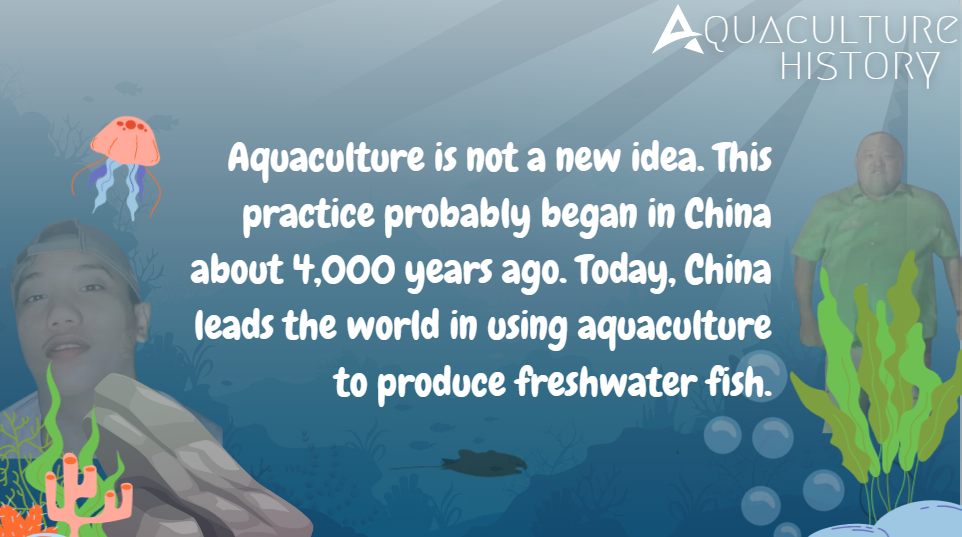 AQUACULTURE
HISTORY
Aquaculture is not a new idea. This
practice probably began in China
about 4,000 years ago. Today, China
leads the world in using aquaculture
to produce freshwater fish.